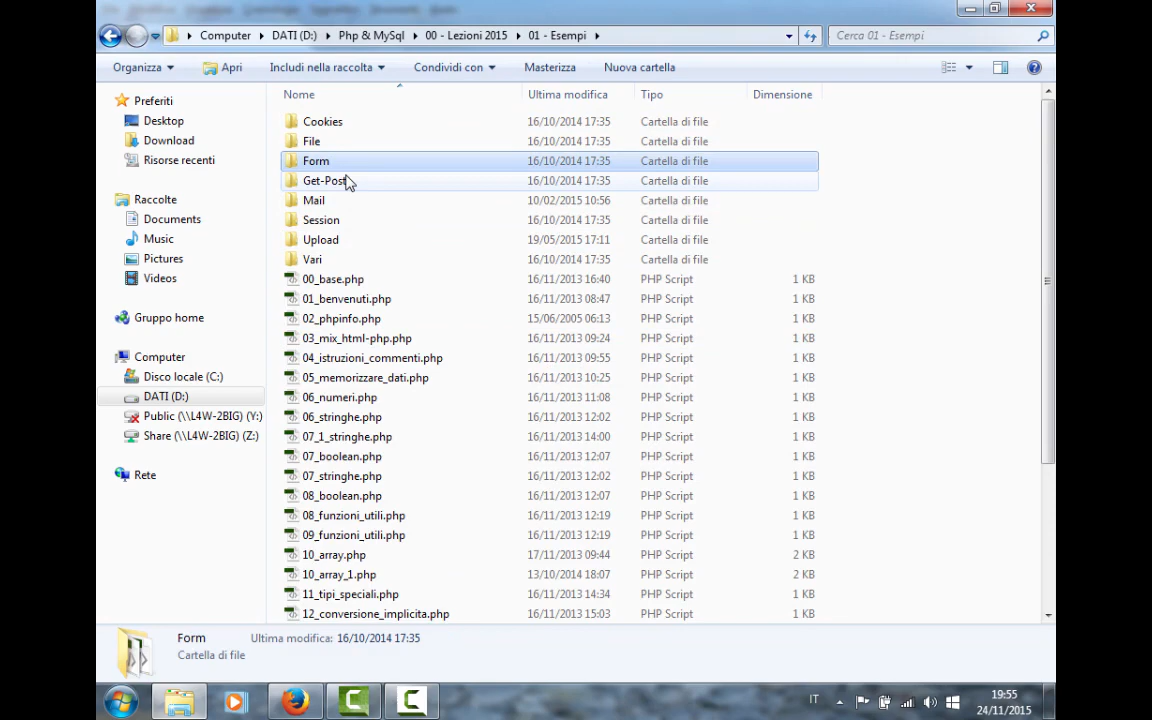 Computer ▸ DATI (D:) ▸ Php & MySql ▸ 00 - Lezioni 2015 ▸ 01 - Esempi ▸
Cerca 01 - Esempi
Organizza Apri Includi nella raccolta Condividi con Masterizza Nuova cartella
Preferiti
Desktop
Download
Risorse recenti
Raccolte
Documents
Music
Pictures
Videos
Gruppo home
Computer
Disco locale (C:)
DATI (D:)
Public (\\L4W-2BIG) (Y:)
Share (\\L4W-2BIG) (Z:)
Rete
Nome Ultima modifica Tipo Dimensione
Cookies 16/10/2014 17:35 Cartella di file
File 16/10/2014 17:35 Cartella di file
Form 16/10/2014 17:35 Cartella di file
Get-Post 16/10/2014 17:35 Cartella di file
Mail 10/02/2015 10:56 Cartella di file
Session 16/10/2014 17:35 Cartella di file
Upload 19/05/2015 17:11 Cartella di file
Vari 16/10/2014 17:35 Cartella di file
00_base.php 16/11/2013 16:40 PHP Script 1 KB
01_benvenuti.php 16/11/2013 08:47 PHP Script 1 KB
02_phpinfo.php 15/06/2005 06:13 PHP Script 1 KB
03_mix_html-php.php 16/11/2013 09:24 PHP Script 1 KB
04_istruzioni_commenti.php 16/11/2013 09:55 PHP Script 1 KB
05_memorizzare_dati.php 16/11/2013 10:25 PHP Script 1 KB
06_numeri.php 16/11/2013 11:08 PHP Script 1 KB
06_stringhe.php 16/11/2013 12:02 PHP Script 1 KB
07_1_stringhe.php 16/11/2013 14:00 PHP Script 1 KB
07_boolean.php 16/11/2013 12:07 PHP Script 1 KB
07_stringhe.php 16/11/2013 12:02 PHP Script 1 KB
08_boolean.php 16/11/2013 12:07 PHP Script 1 KB
08_funzioni_utili.php 16/11/2013 12:19 PHP Script 1 KB
09_funzioni_utili.php 16/11/2013 12:19 PHP Script 1 KB
10_array.php 17/11/2013 09:44 PHP Script 2 KB
10_array_1.php 13/10/2014 18:07 PHP Script 2 KB
11_tipi_speciali.php 16/11/2013 14:34 PHP Script 1 KB
12_conversione_implicita.php 16/11/2013 15:03 PHP Script 1 KB
Form Ultima modifica: 16/10/2014 17:35
Cartella di file
IT
19:55
24/11/2015